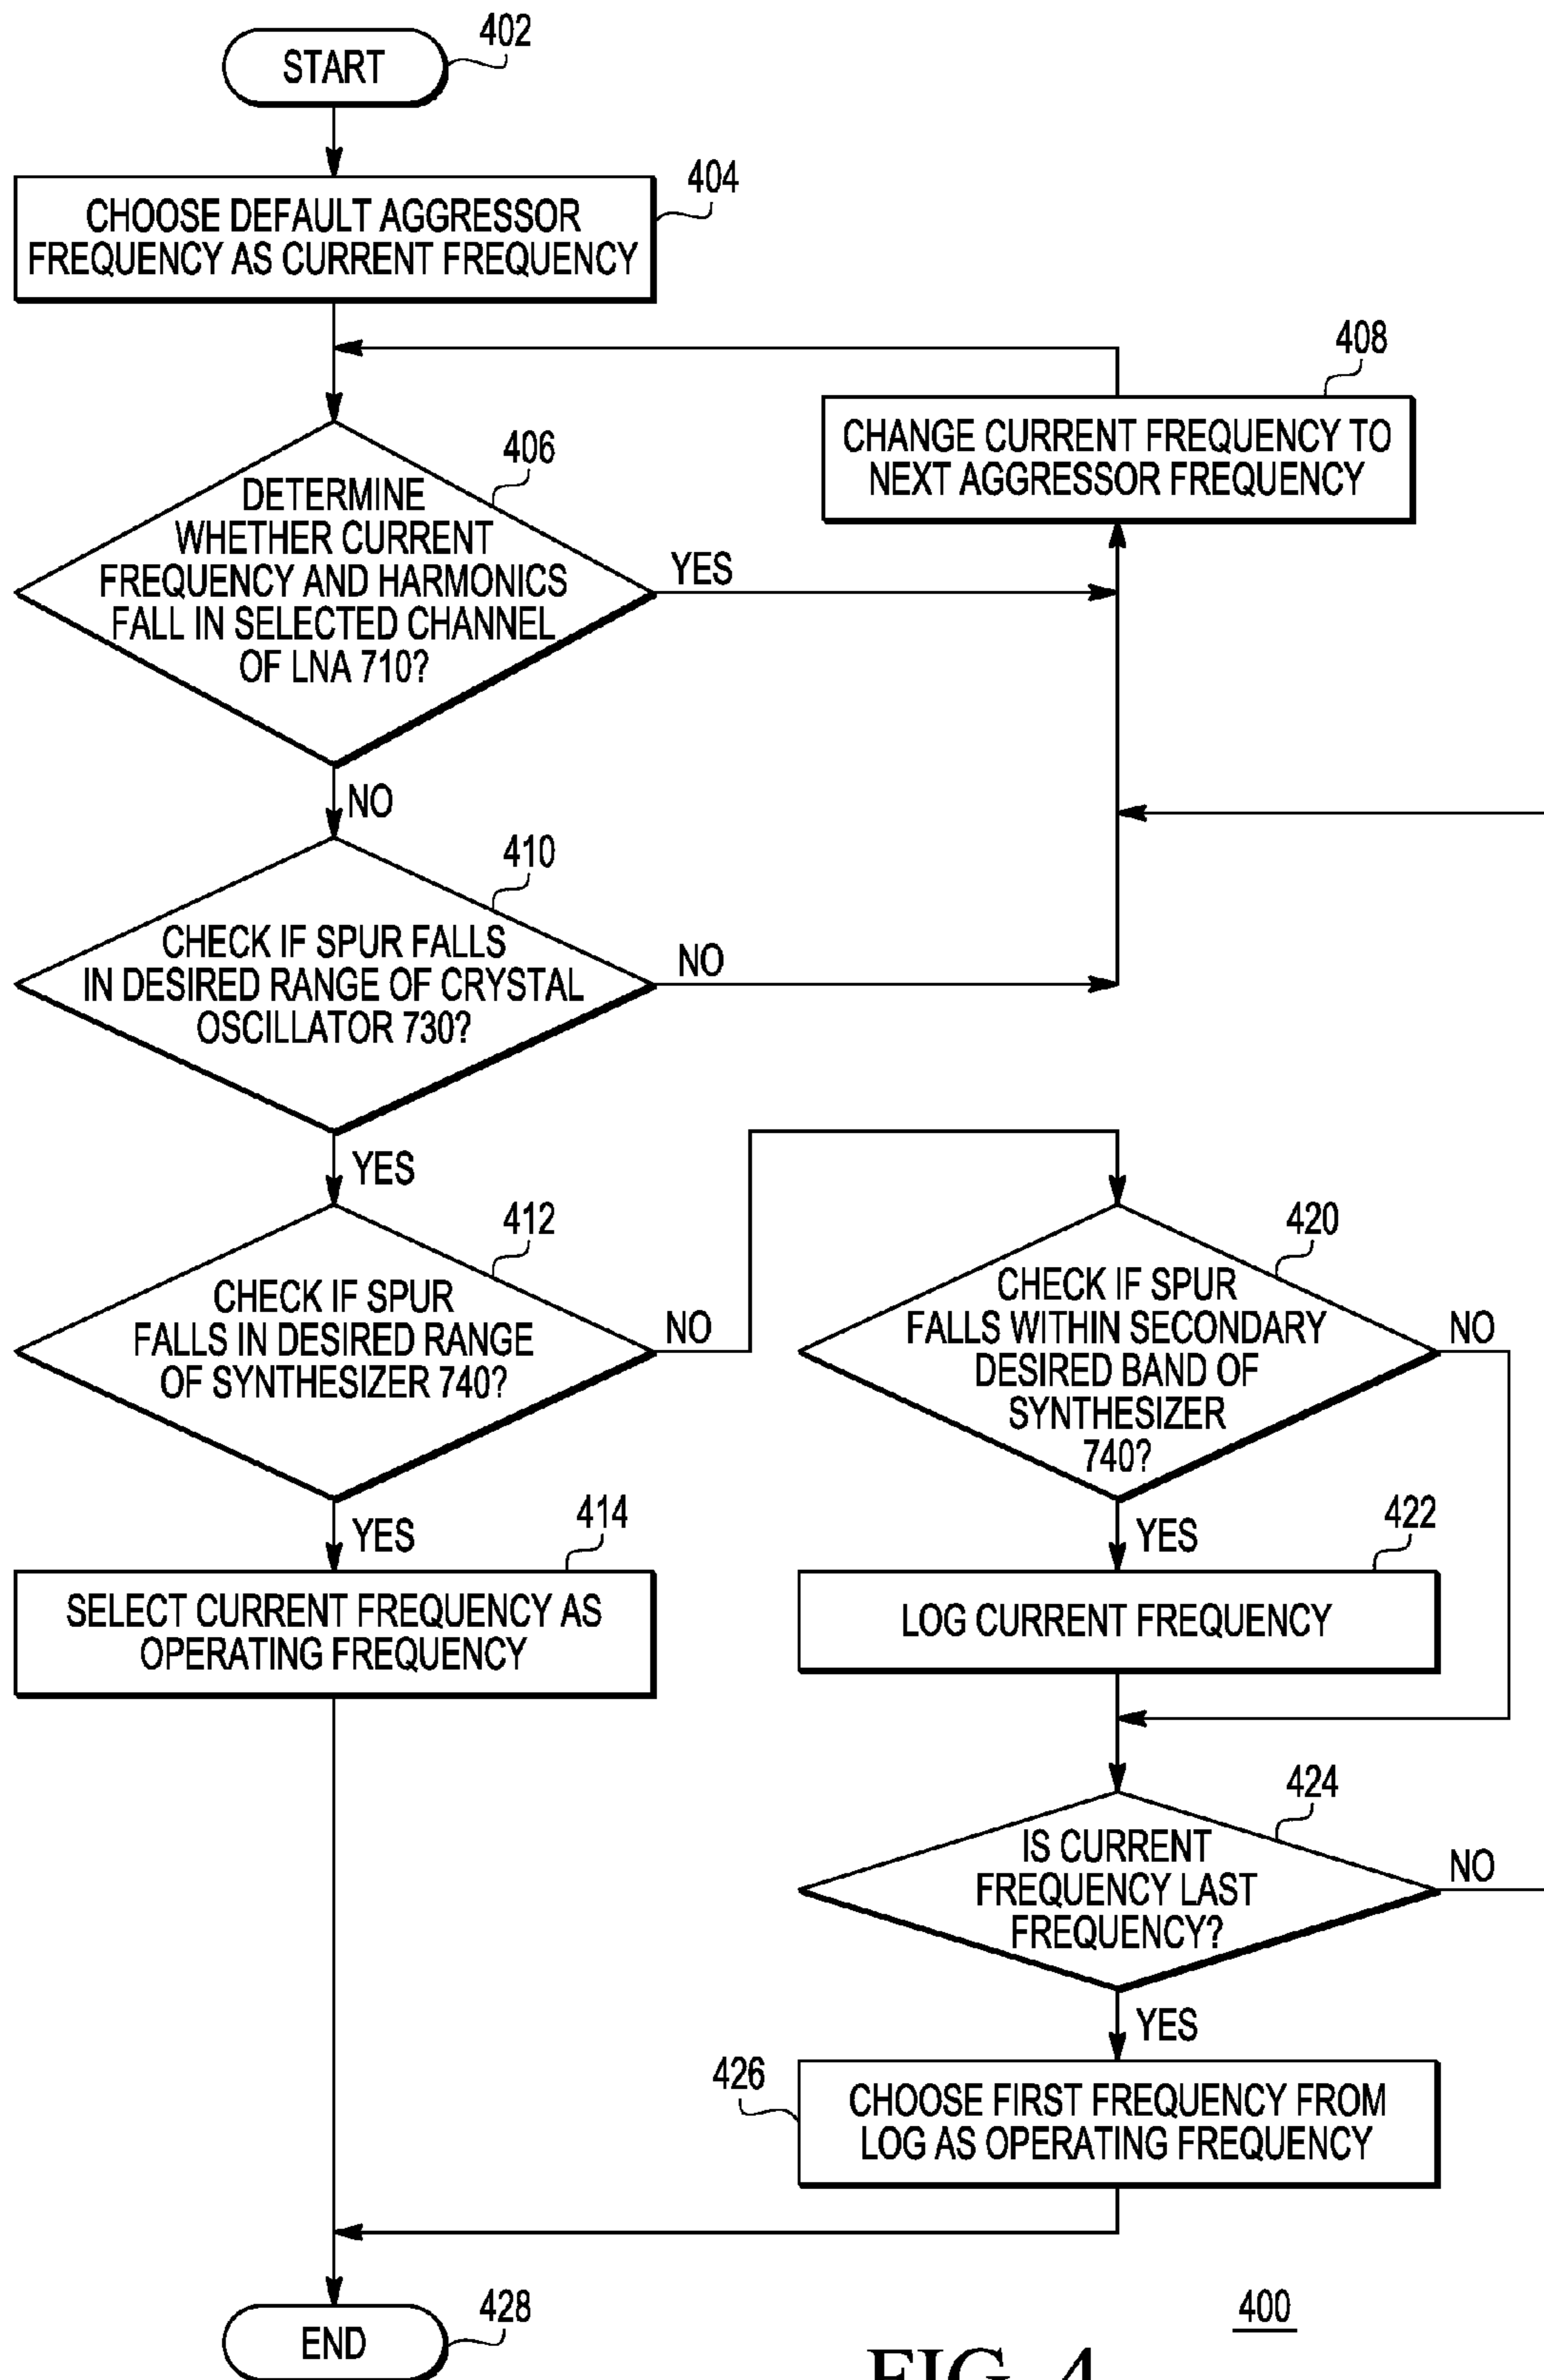 START
402
CHOOSE DEFAULT AGGRESSOR
FREQUENCY AS CURRENT FREQUENCY
404
CHANGE CURRENT FREQUENCY TO
NEXT AGGRESSOR FREQUENCY
408
DETERMINE
WHETHER CURRENT
FREQUENCY AND HARMONICS
FALL IN SELECTED CHANNEL
OF LNA 710?
406
YES
NO
CHECK IF SPUR FALLS
IN DESIRED RANGE OF CRYSTAL
OSCILLATOR 730?
410
NO
YES
CHECK IF SPUR
FALLS IN DESIRED RANGE
OF SYNTHESIZER 740?
412
NO
YES
CHECK IF SPUR
FALLS WITHIN SECONDARY
DESIRED BAND OF
SYNTHESIZER
740?
420
NO
YES
SELECT CURRENT FREQUENCY AS
OPERATING FREQUENCY
414
LOG CURRENT FREQUENCY
422
IS CURRENT
FREQUENCY LAST
FREQUENCY?
424
NO
YES
426
CHOOSE FIRST FREQUENCY FROM
LOG AS OPERATING FREQUENCY
END
428
400
FIG. 4